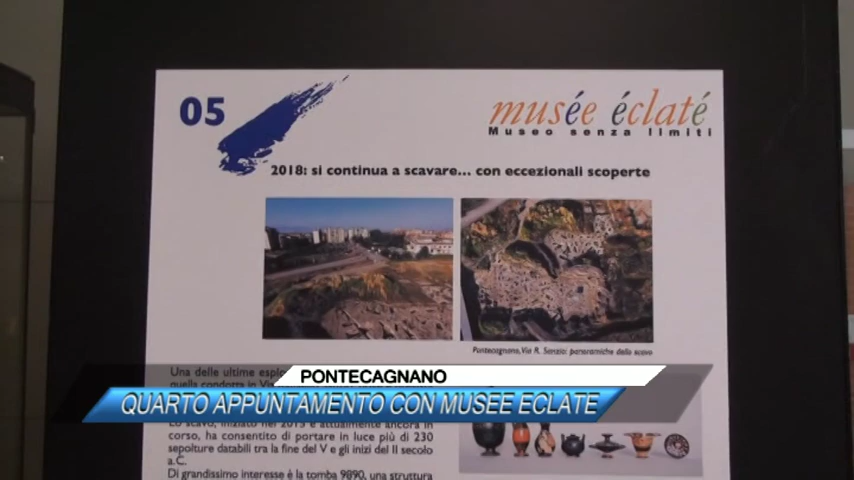 05
musée éclaté
Museo senza limiti
2018: si continua a scavare... con eccezionali scoperte
Pontecagnano, Via R. Sanzio: panoramiche dello scavo
Una delle ultime
quella condotta in
PONTECAGNANO
QUARTO APPUNTAMENTO CON MUSEE ECLATE
Lo scavo, iniziato nel 2015 è attualmente ancora in
corso, ha consentito di portare in luce più di 230
sepolture databili tra la fine del V e gli inizi del II secolo
a.C.
Di grandissimo interesse è la tomba 9890, una struttura